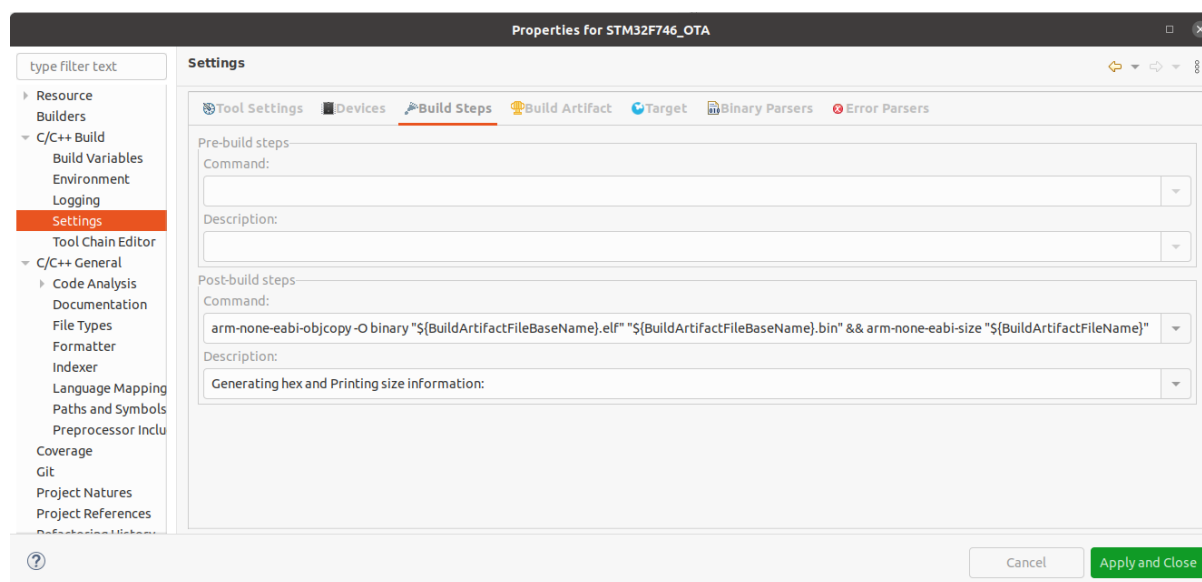 Properties for STM32F746_OTA
type filter text
Resource
Builders
C/C++ Build
Build Variables
Environment
Logging
Settings
Tool Chain Editor
C/C++ General
Code Analysis
Documentation
File Types
Formatter
Indexer
Language Mapping
Paths and Symbols
Preprocessor Inclu
Coverage
Git
Project Natures
Project References
Refactoring History
Settings
Tool Settings Devices Build Steps Build Artifact Target Binary Parsers Error Parsers
Pre-build steps
Command:
Description:
Post-build steps
Command:
arm-none-eabi-objcopy -O binary "${BuildArtifactFileBaseName}.elf" "${BuildArtifactFileBaseName}.bin" && arm-none-eabi-size "${BuildArtifactFileName}"
Description:
Generating hex and Printing size information:
Cancel Apply and Close